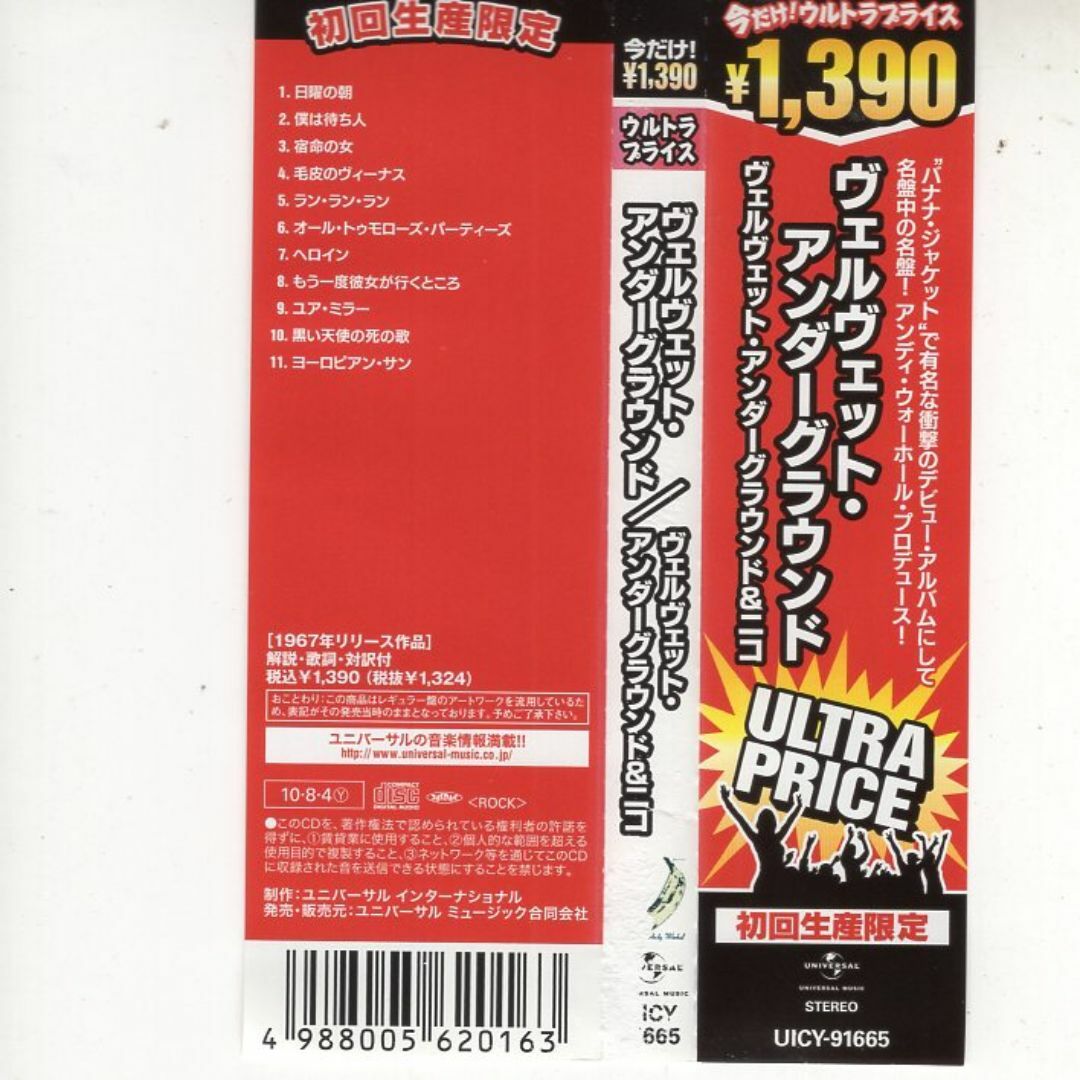 初回生産限定
1. 日曜の朝
2. 僕は待ち人
3. 宿命の女
4. 毛皮のヴィーナス
5. ラン・ラン・ラン
6. オール・トゥモローズ・パーティーズ
7. ヘロイン
8. もう一度彼女が行くところ
9. ユア・ミラー
10. 黒い天使の死の歌
11. ヨーロピアン・サン
[1967年リリース作品]
解説・歌詞・対訳付
税込¥1,390 (税抜¥1,324)
おことわり:この商品はレギュラー盤のアートワークを流用しているた
め、表記がその発売当時のままとなっております。予めご了承下さい。
ユニバーサルの音楽情報満載!!
http://www.universal-music.co.jp/
10・8・4Ⓨ
COMPACT
disc
DIGITAL AUDIO
<ROCK>
●このCDを、著作権法で認められている権利者の許諾を
得ずに、①賃貸業に使用すること、②個人的な範囲を超える
使用目的で複製すること、③ネットワーク等を通じてこのCD
に収録された音を送信できる状態にすることを禁じます。
制作:ユニバーサル インターナショナル
発売・販売元:ユニバーサル ミュージック合同会社
4 988005 620163
今だけ!
¥1,390
ウルトラ
プライス
ヴェルヴェット・
アンダーグラウンド/
ヴェルヴェット・
アンダーグラウンド&ニコ
VERSAL
RSAL MUSIC
ICY
665
今だけ!ウルトラプライス
¥1,390
"バナナ・ジャケット"で有名な衝撃のデビュー・アルバムにして
名盤中の名盤! アンディ・ウォーホール・プロデュース!
ヴェルヴェット・
アンダーグラウンド
ヴェルヴェット・アンダーグラウンド&ニコ
ULTRA
PRICE
初回生産限定
UNIVERSAL
UNIVERSAL MUSIC
STEREO
UICY-91665